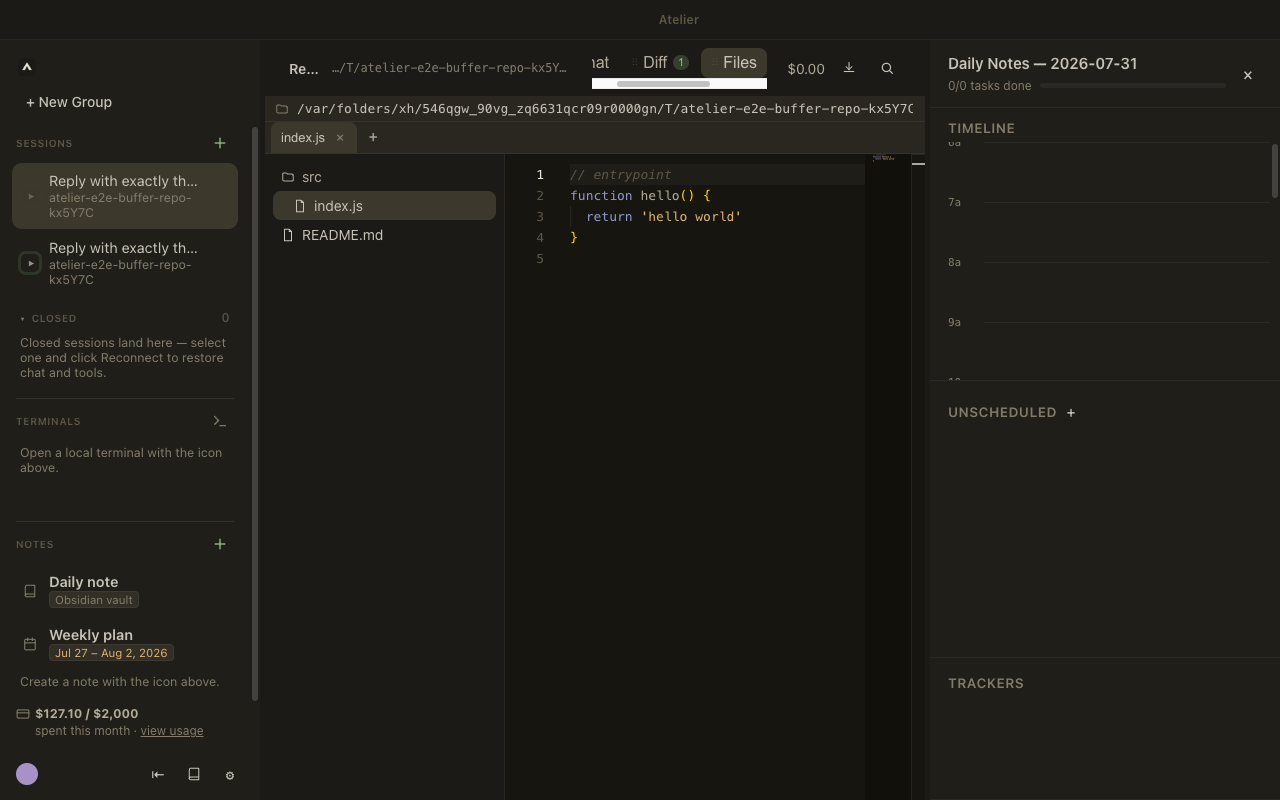 Atelier
+ New Group
SESSIONS
Reply with exactly th...
atelier-e2e-buffer-repo-
kx5Y7C
Reply with exactly th...
atelier-e2e-buffer-repo-
kx5Y7C
CLOSED 0
Closed sessions land here — select
one and click Reconnect to restore
chat and tools.
TERMINALS
Open a local terminal with the icon
above.
NOTES
Daily note
Obsidian vault
Weekly plan
Jul 27 – Aug 2, 2026
Create a note with the icon above.
$127.10 / $2,000
spent this month · view usage
Re... …/T/atelier-e2e-buffer-repo-kx5Y… Diff 1 Files $0.00
/var/folders/xh/546qgw_90vg_zq6631qcr09r0000gn/T/atelier-e2e-buffer-repo-kx5Y7C
index.js × +
src
index.js
README.md
1 // entrypoint
2 function hello() {
3 return 'hello world'
4 }
5
Daily Notes — 2026-07-31 ×
0/0 tasks done
TIMELINE
6a
7a
8a
9a
UNSCHEDULED +
TRACKERS